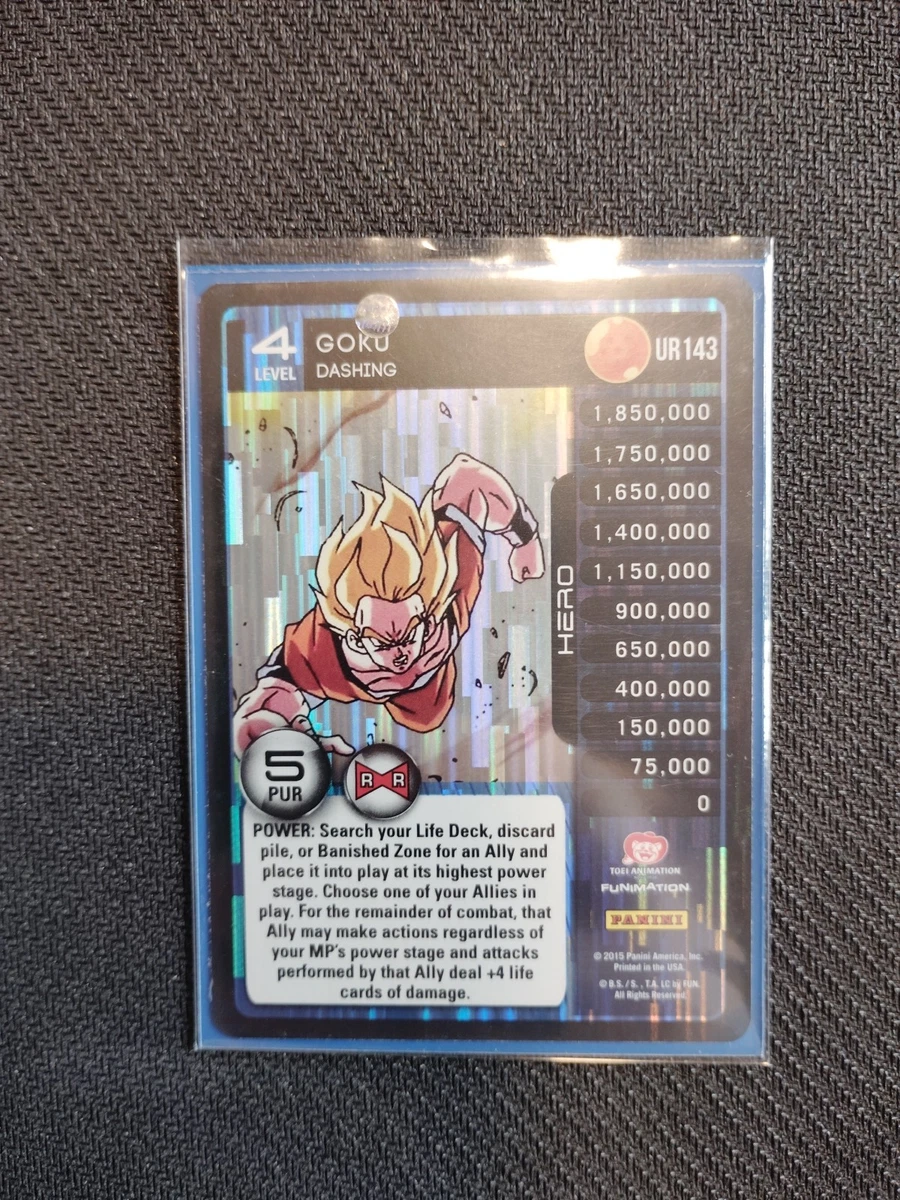 4
LEVEL
GOKU
DASHING
UR143
1,850,000
1,750,000
1,650,000
1,400,000
1,150,000
900,000
650,000
400,000
150,000
75,000
0
HERO
5
PUR
R R
POWER: Search your Life Deck, discard
pile, or Banished Zone for an Ally and
place it into play at its highest power
stage. Choose one of your Allies in
play. For the remainder of combat, that
Ally may make actions regardless of
your MP's power stage and attacks
performed by that Ally deal +4 life
cards of damage.
TOEI ANIMATION
FUNIMATION
PANINI
© 2015 Panini America, Inc.
Printed in the USA.
© B.S./ S. , T.A. LC by FUN.
All Rights Reserved.